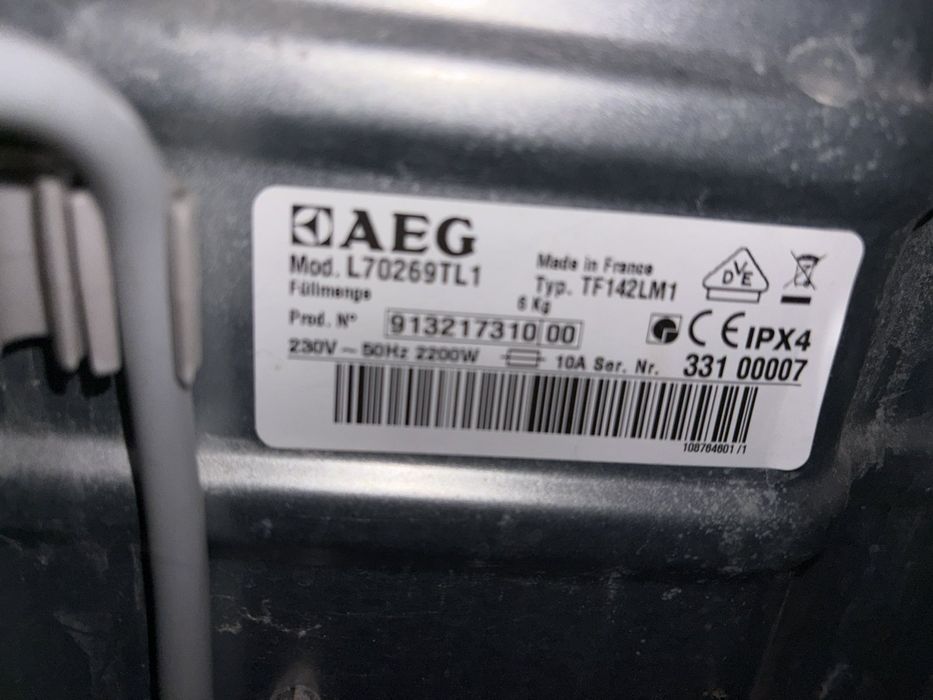 AEG
Mod. L70269TL1
Made in France
Füllmenge
Typ. TF142LM1
6 Kg
DVE
Prod. N° 913217310 00
CE IPX4
230V ~ 50Hz 2200W 10A Ser. Nr. 331 00007
108764601/1